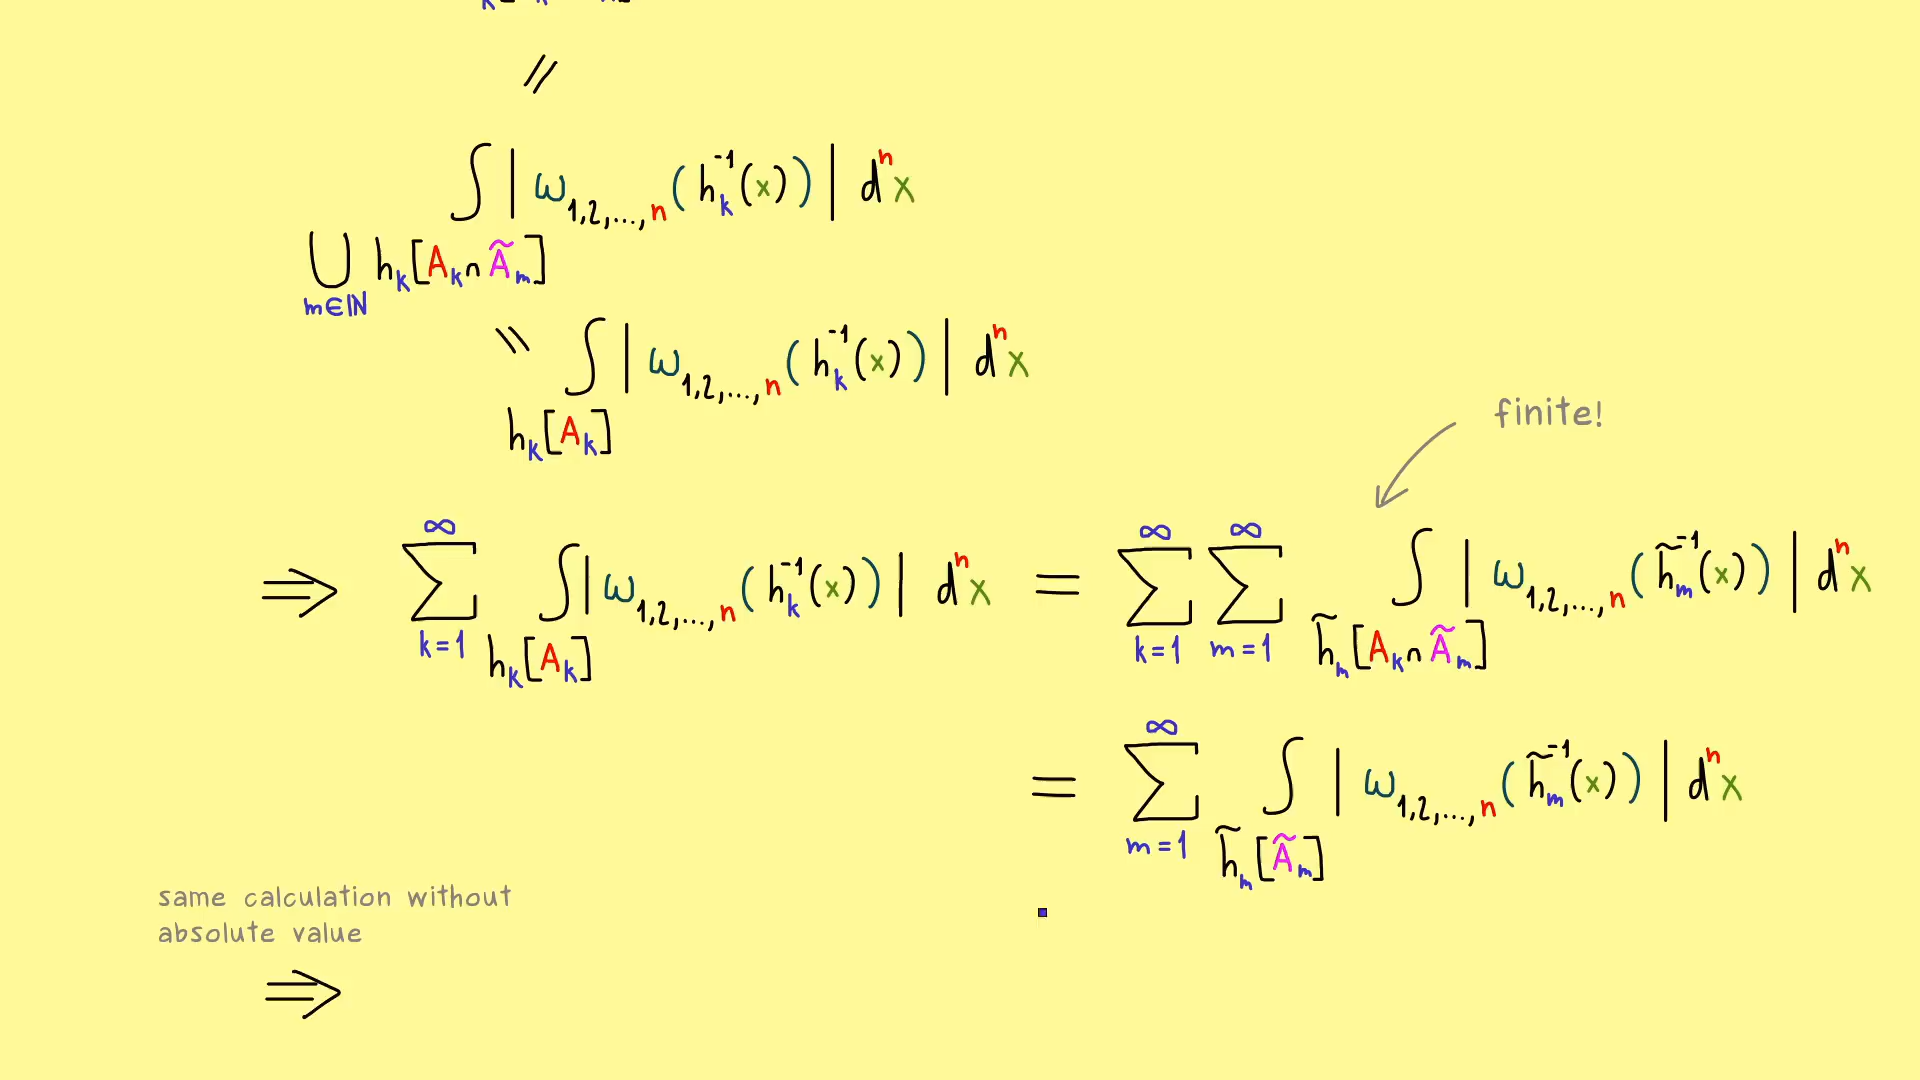 //
∫ | ω_{1,2,...,n} ( h_k^{-1}(x) ) | d^n x
⋃_{m∈ℕ} h_k[A_k ∩ Ã_m]
\\ ∫ | ω_{1,2,...,n} ( h_k^{-1}(x) ) | d^n x
h_k[A_k]
finite!
⇒ ∑_{k=1}^{∞} ∫_{h_k[A_k]} | ω_{1,2,...,n} ( h_k^{-1}(x) ) | d^n x = ∑_{k=1}^{∞} ∑_{m=1}^{∞} ∫_{h̃_m[A_k ∩ Ã_m]} | ω_{1,2,...,n} ( h̃_m^{-1}(x) ) | d^n x
= ∑_{m=1}^{∞} ∫_{h̃_m[Ã_m]} | ω_{1,2,...,n} ( h̃_m^{-1}(x) ) | d^n x
same calculation without
absolute value
⇒